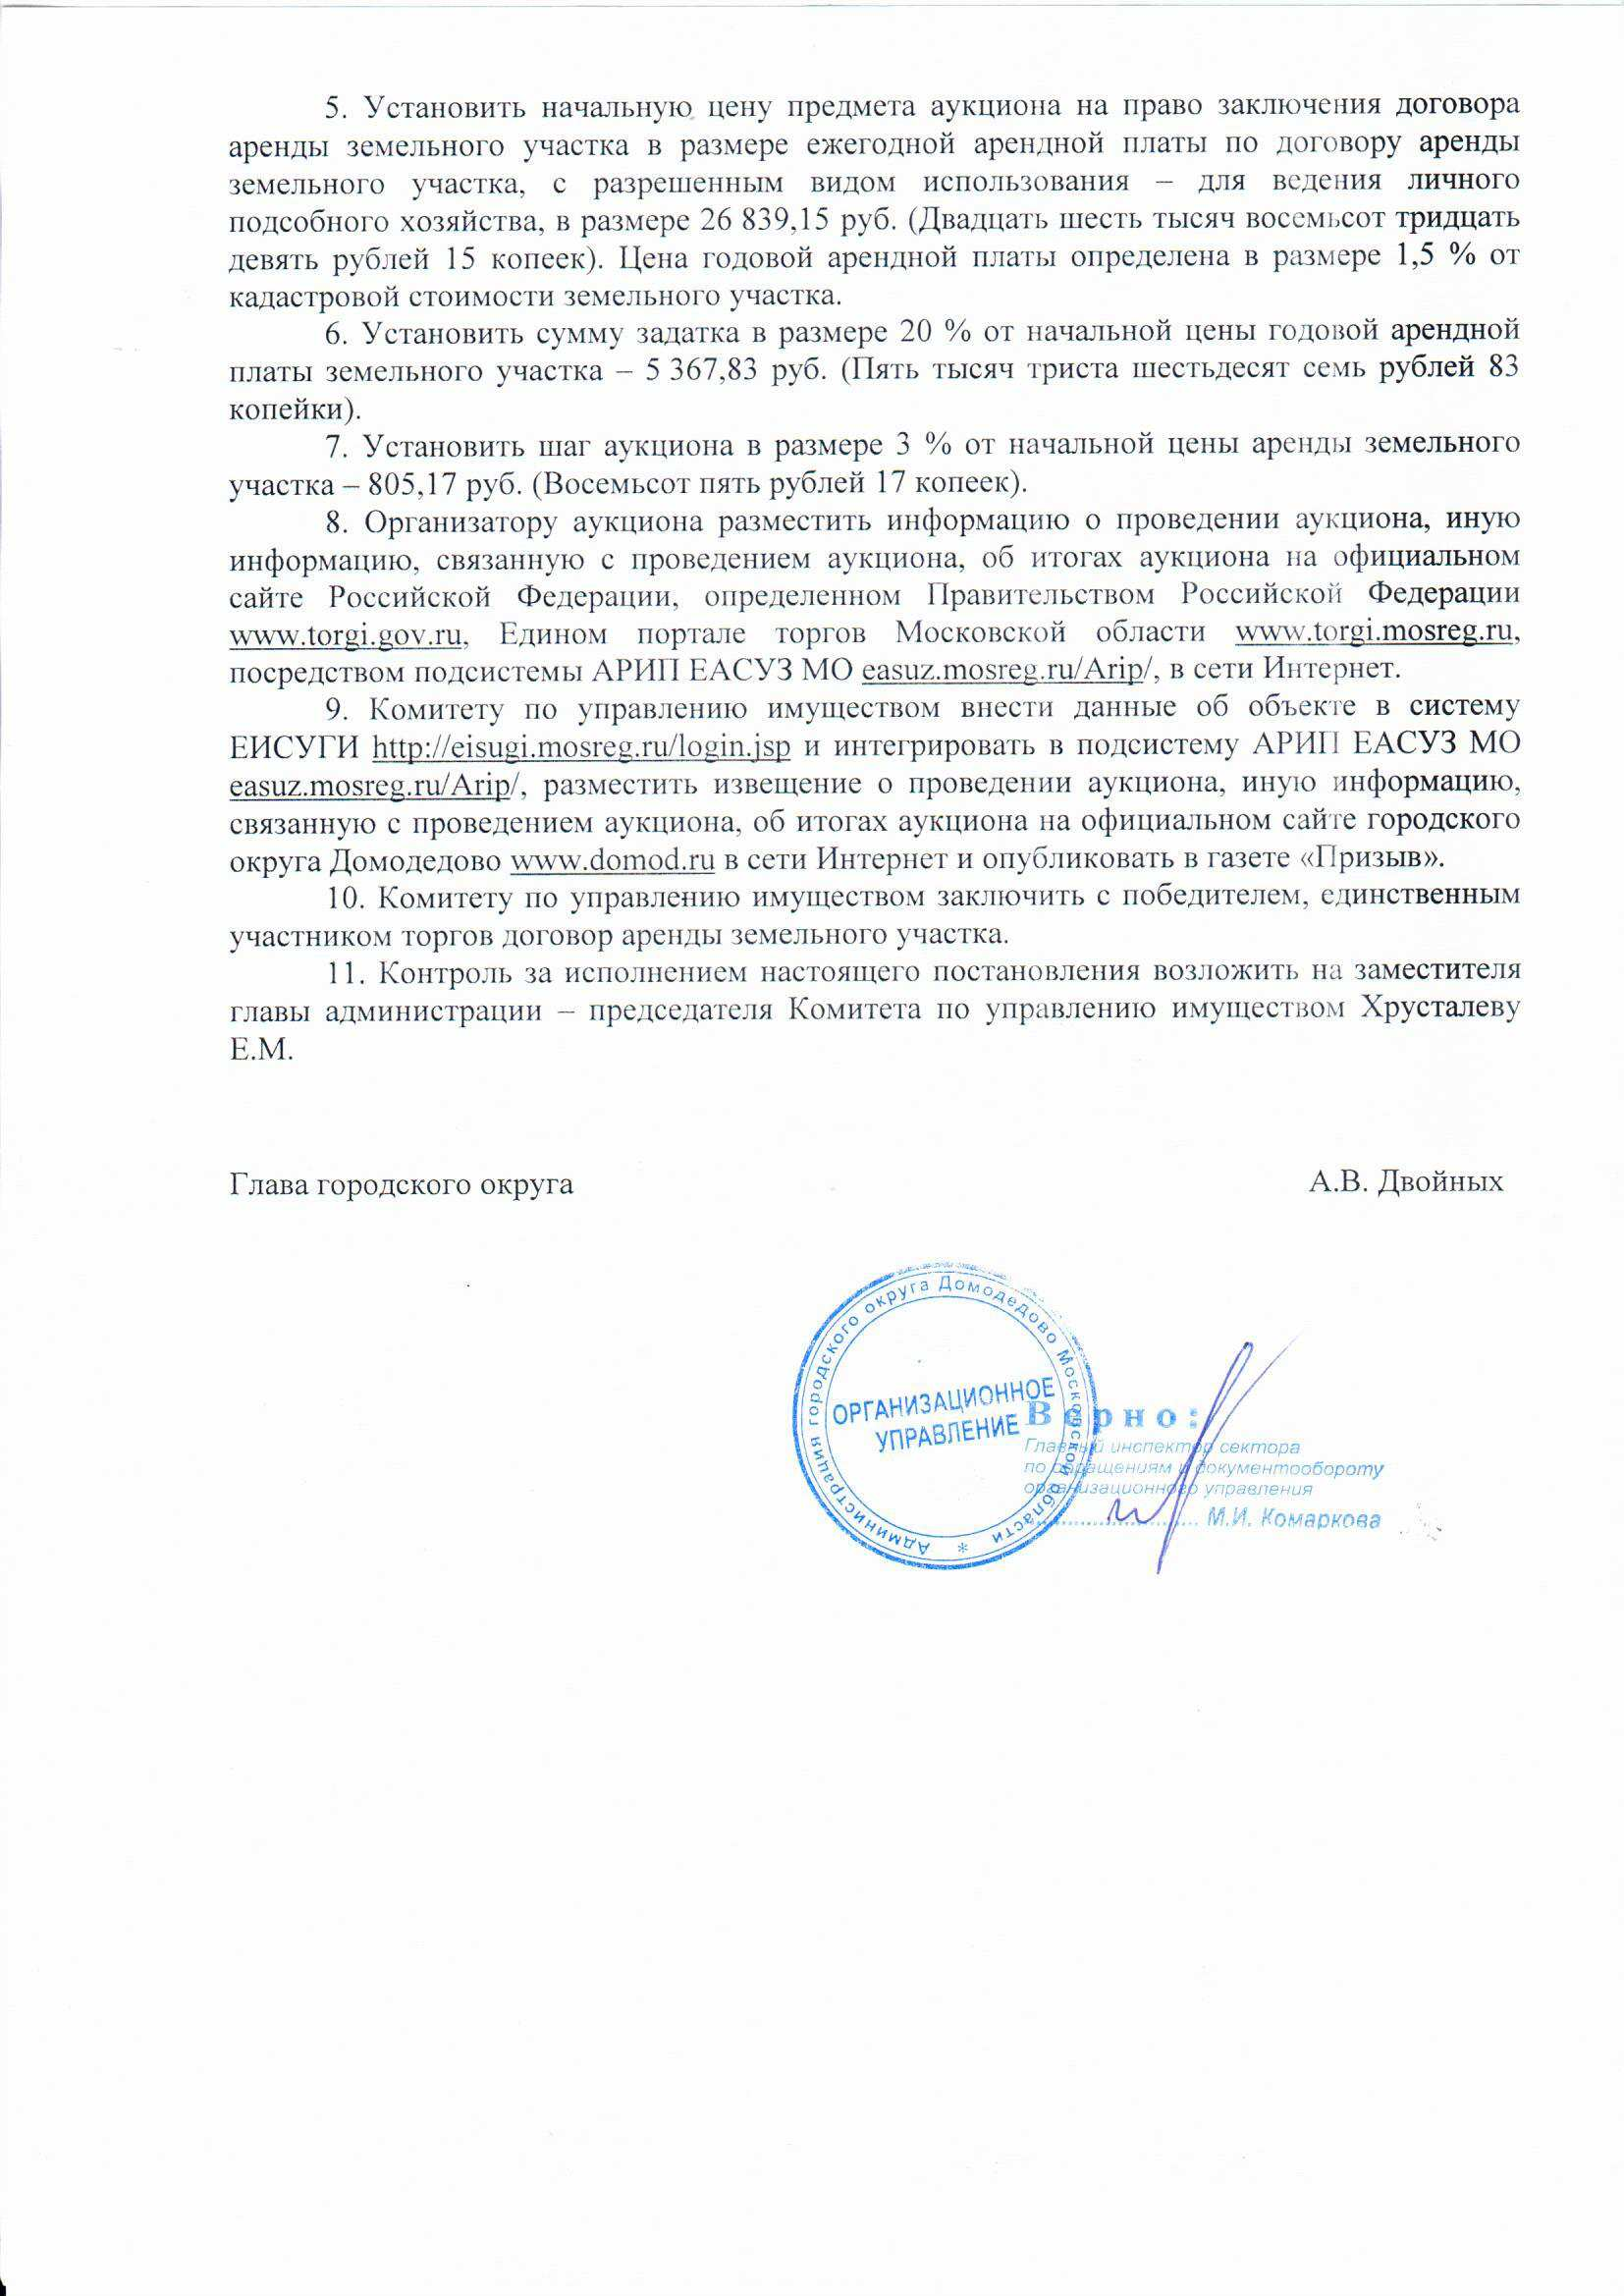 5. Установить начальную цену предмета аукциона на право заключения договора
аренды земельного участка в размере ежегодной арендной платы по договору аренды
земельного участка, с разрешенным видом использования – для ведения личного
подсобного хозяйства, в размере 26 839,15 руб. (Двадцать шесть тысяч восемьсот тридцать
девять рублей 15 копеек). Цена годовой арендной платы определена в размере 1,5 % от
кадастровой стоимости земельного участка.
6. Установить сумму задатка в размере 20 % от начальной цены годовой арендной
платы земельного участка – 5 367,83 руб. (Пять тысяч триста шестьдесят семь рублей 83
копейки).
7. Установить шаг аукциона в размере 3 % от начальной цены аренды земельного
участка – 805,17 руб. (Восемьсот пять рублей 17 копеек).
8. Организатору аукциона разместить информацию о проведении аукциона, иную
информацию, связанную с проведением аукциона, об итогах аукциона на официальном
сайте Российской Федерации, определенном Правительством Российской Федерации
www.torgi.gov.ru, Едином портале торгов Московской области www.torgi.mosreg.ru,
посредством подсистемы АРИП ЕАСУЗ МО easuz.mosreg.ru/Arip/, в сети Интернет.
9. Комитету по управлению имуществом внести данные об объекте в систему
ЕИСУГИ http://eisugi.mosreg.ru/login.jsp и интегрировать в подсистему АРИП ЕАСУЗ МО
easuz.mosreg.ru/Arip/, разместить извещение о проведении аукциона, иную информацию,
связанную с проведением аукциона, об итогах аукциона на официальном сайте городского
округа Домодедово www.domod.ru в сети Интернет и опубликовать в газете «Призыв».
10. Комитету по управлению имуществом заключить с победителем, единственным
участником торгов договор аренды земельного участка.
11. Контроль за исполнением настоящего постановления возложить на заместителя
главы администрации – председателя Комитета по управлению имуществом Хрусталеву
Е.М.
Глава городского округа А.В. Двойных
Администрация городского округа Домодедово Московской области *
ОРГАНИЗАЦИОННОЕ
УПРАВЛЕНИЕ
Верно:
Главный инспектор сектора
по обращениям и документообороту
организационного управления
М.И. Комаркова